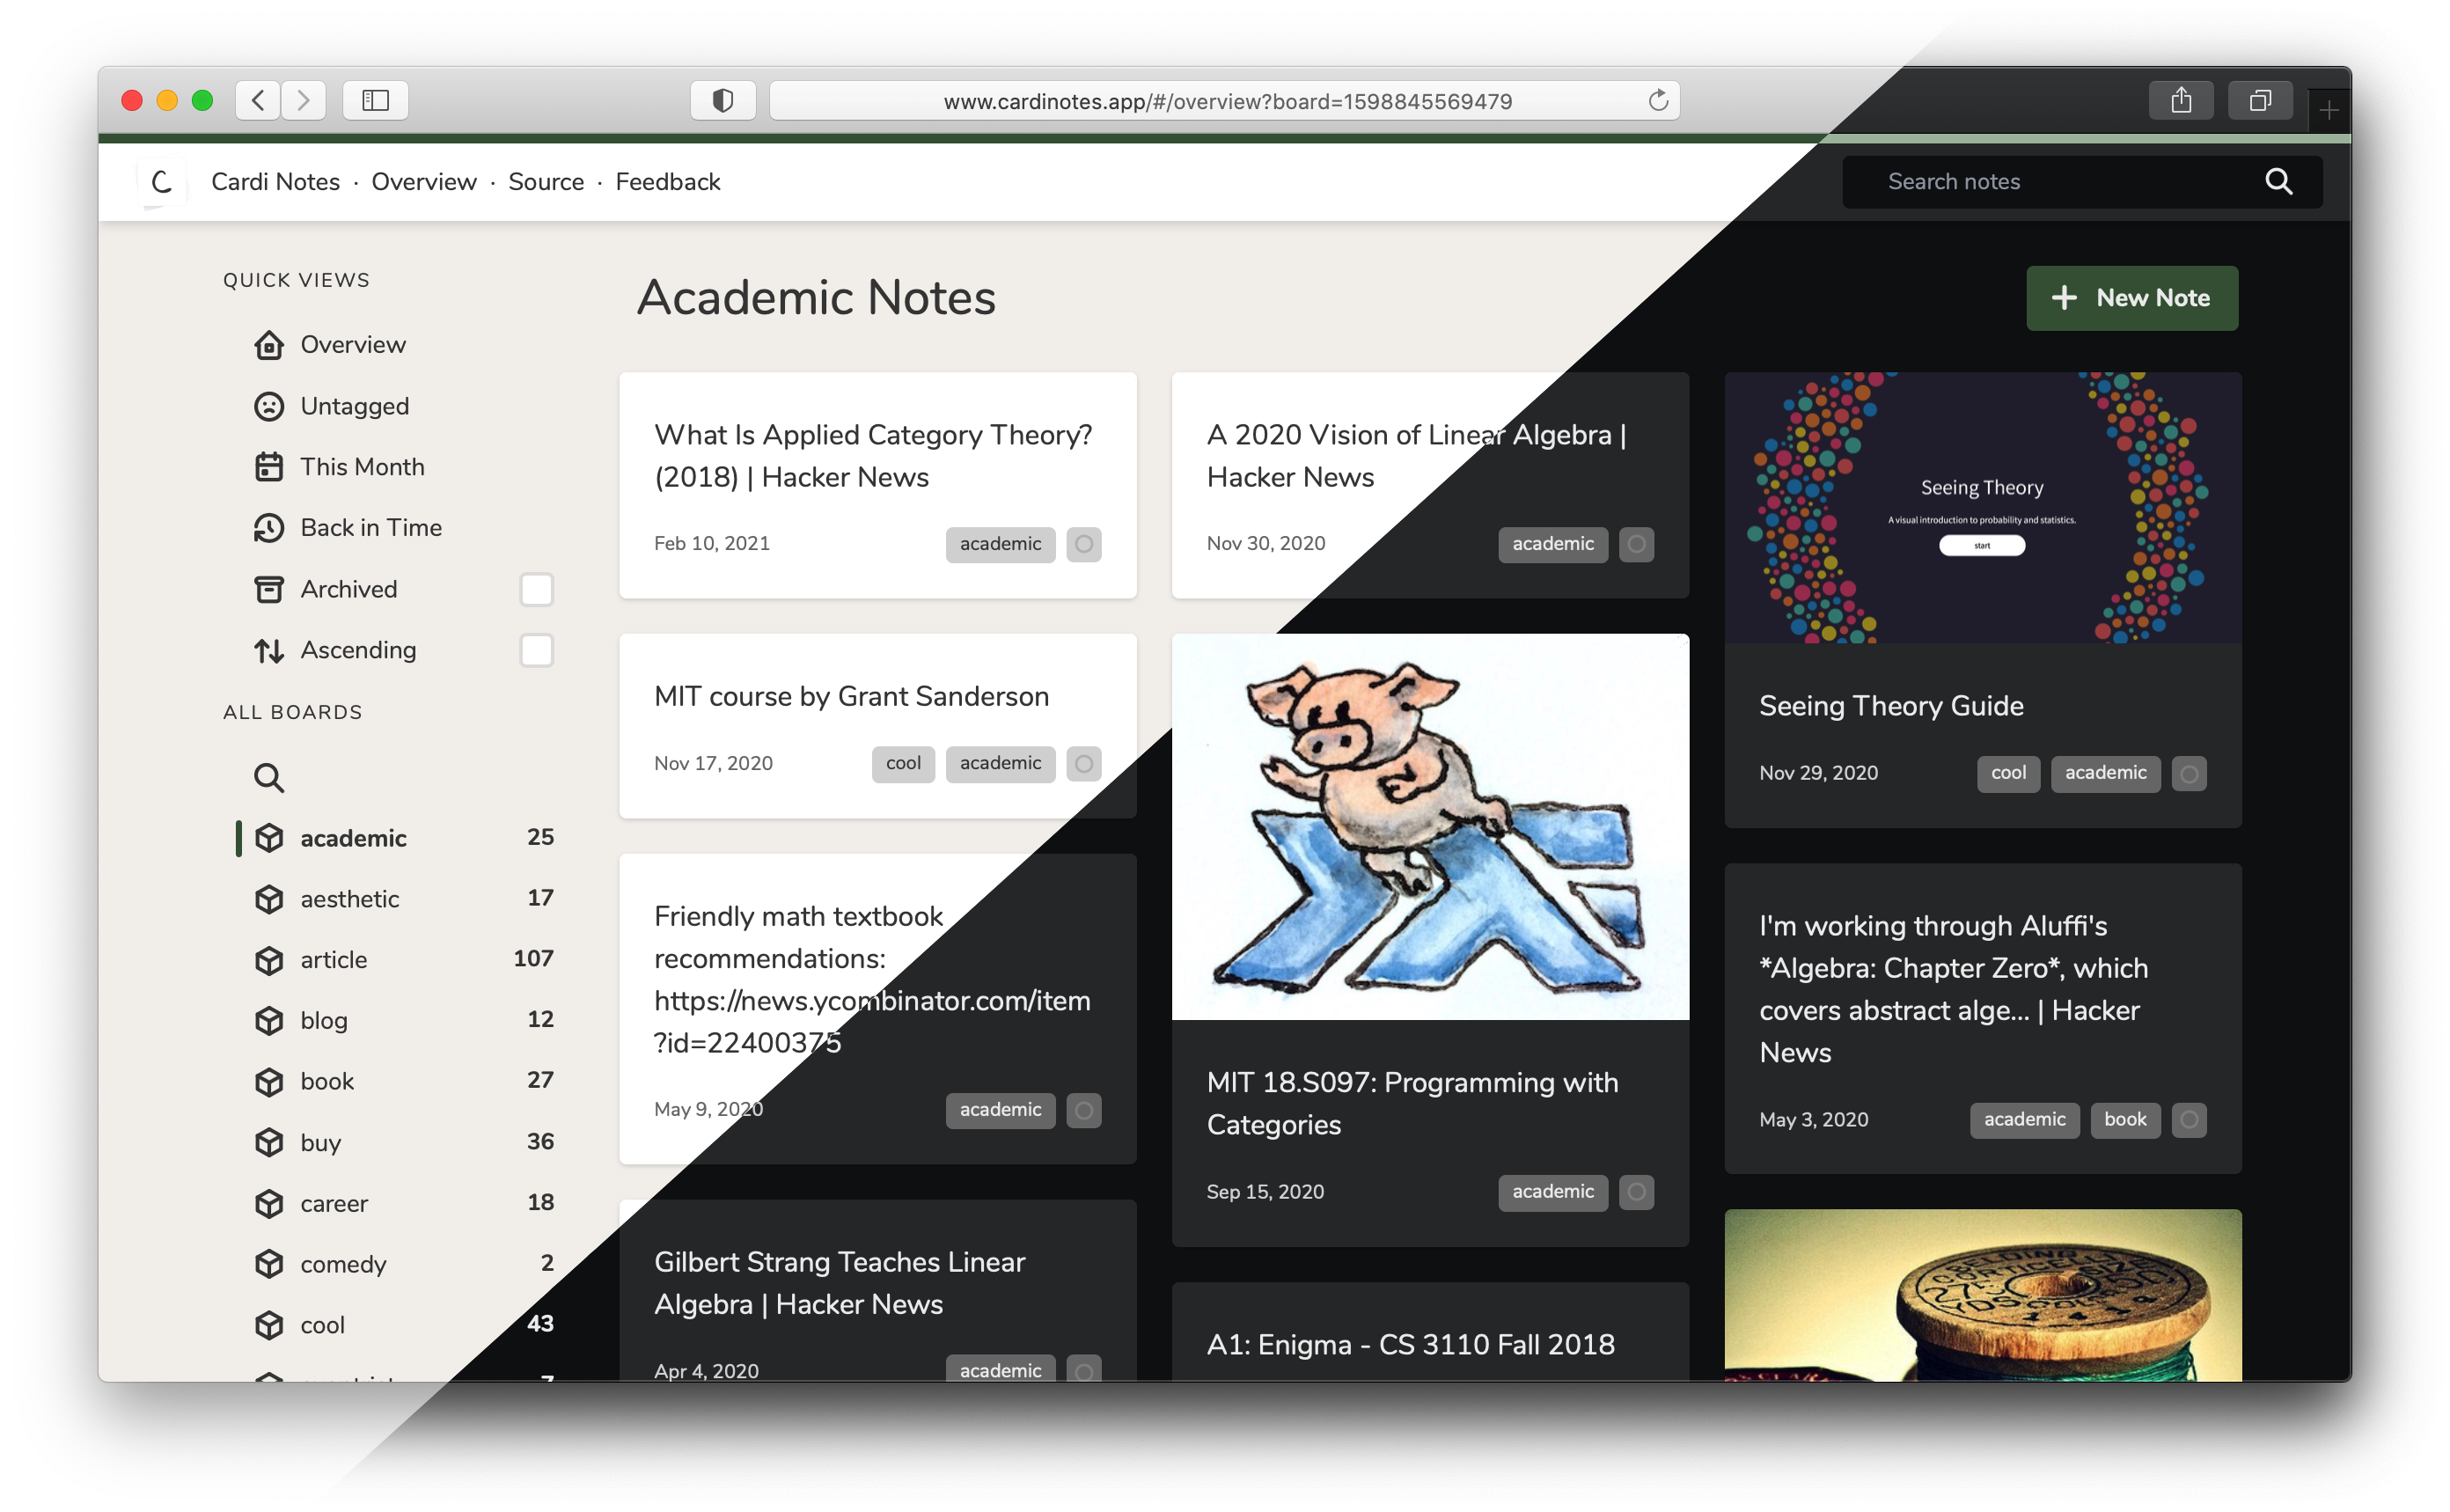 www.cardinotes.app/#/overview?board=1598845569479
C
Cardi Notes · Overview · Source · Feedback
Search notes
QUICK VIEWS
Overview
Untagged
This Month
Back in Time
Archived
Ascending
ALL BOARDS
academic 25
aesthetic 17
article 107
blog 12
book 27
buy 36
career 18
comedy 2
cool 43
7
Academic Notes
+ New Note
What Is Applied Category Theory?
(2018) | Hacker News
Feb 10, 2021 academic
MIT course by Grant Sanderson
Nov 17, 2020 cool academic
Friendly math textbook
recommendations:
https://news.ycombinator.com/item
?id=22400375
May 9, 2020 academic
Gilbert Strang Teaches Linear
Algebra | Hacker News
Apr 4, 2020 academic
A 2020 Vision of Linear Algebra |
Hacker News
Nov 30, 2020 academic
MIT 18.S097: Programming with
Categories
Sep 15, 2020 academic
A1: Enigma - CS 3110 Fall 2018
Seeing Theory
A visual introduction to probability and statistics.
start
Seeing Theory Guide
Nov 29, 2020 cool academic
I'm working through Aluffi's
*Algebra: Chapter Zero*, which
covers abstract alge... | Hacker
News
May 3, 2020 academic book
BELDING
CORTICELLI